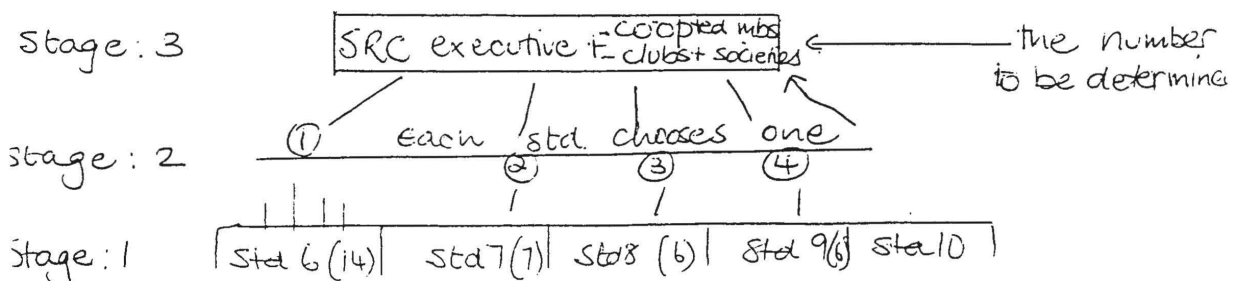 Stage: 3
SRC executive + - coopted mbs
- clubs + societies
the number
to be determine
Stage: 2
① each std. chooses one
② ③ ④
Stage: 1
Std 6 (14) Std 7 (7) Std 8 (6) Std 9 (6) Std 10